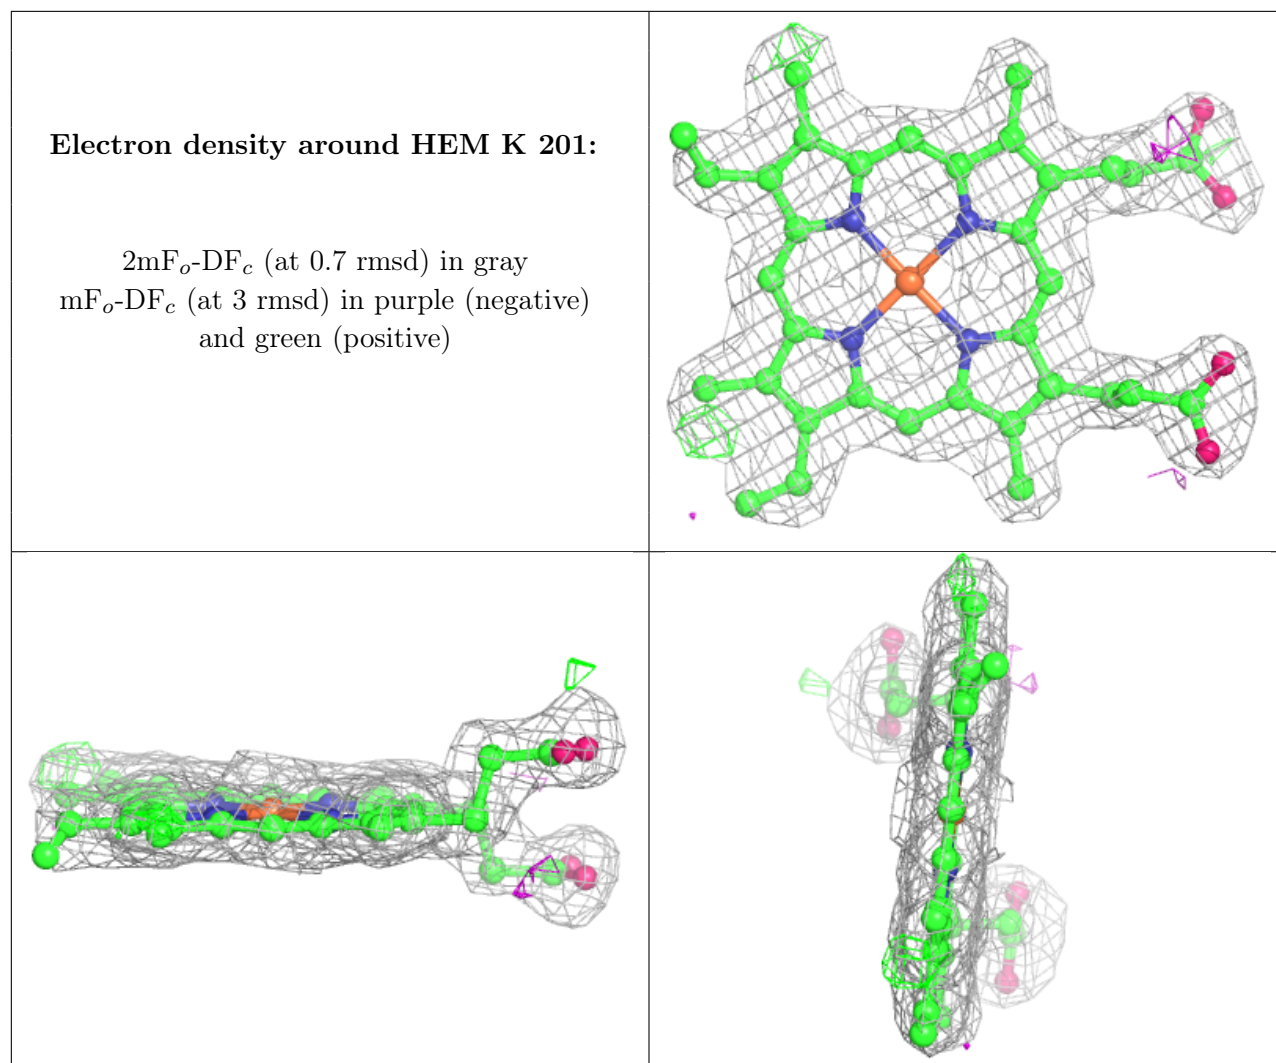 Electron density around HEM K 201:
2mFo-DFc (at 0.7 rmsd) in gray
mFo-DFc (at 3 rmsd) in purple (negative)
and green (positive)